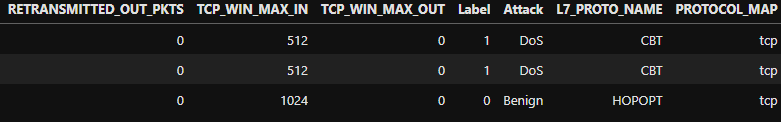 RETRANSMITTED_OUT_PKTS TCP_WIN_MAX_IN TCP_WIN_MAX_OUT Label Attack L7_PROTO_NAME PROTOCOL_MAP
0 512 0 1 DoS CBT tcp
0 512 0 1 DoS CBT tcp
0 1024 0 0 Benign HOPOPT tcp